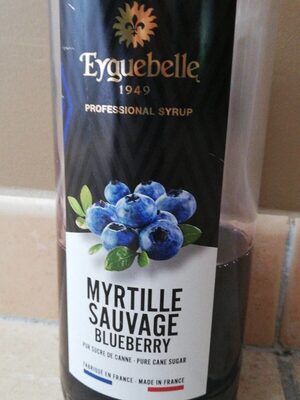 Eyguebelle
1949
PROFESSIONAL SYRUP
MYRTILLE
SAUVAGE
BLUEBERRY
PUR SUCRE DE CANNE - PURE CANE SUGAR
FABRIQUÉ EN FRANCE - MADE IN FRANCE